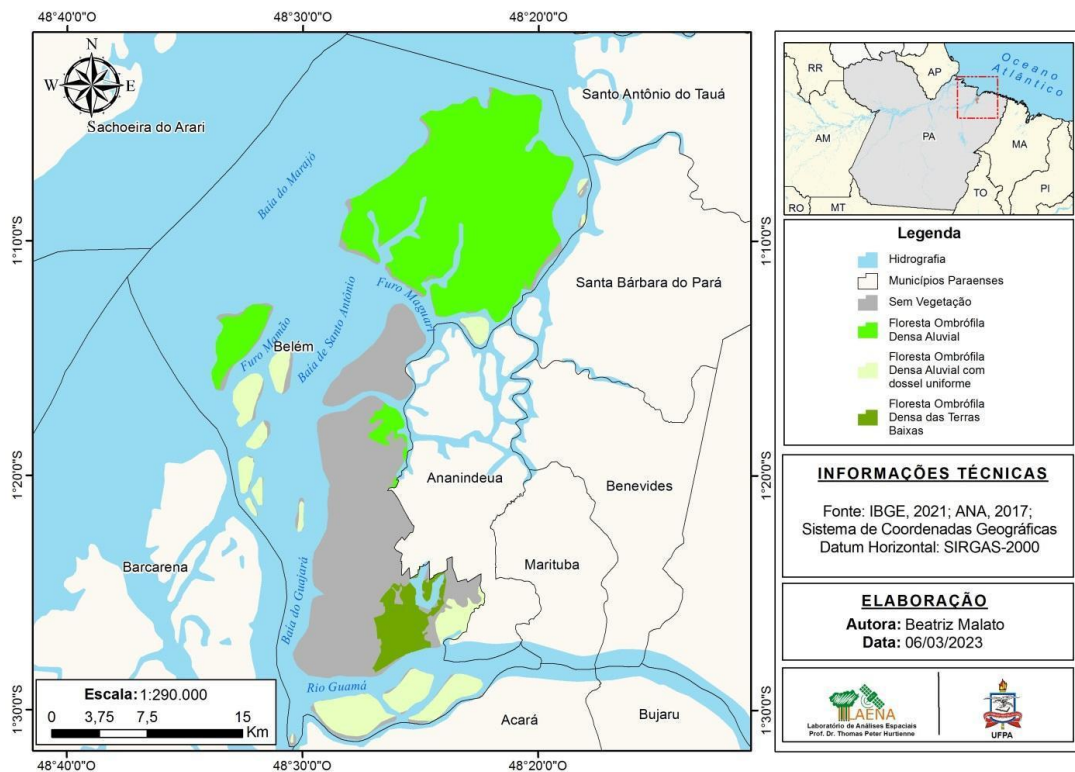 48°40'0"O
48°30'0"O
48°20'0"O
N
W
E
S
Sachoeira do Arari
Santo Antônio do Tauá
Baía do Marajó
1°10'0"S
1°10'0"S
Santa Bárbara do Pará
Furo Maguari
Baía de Santo Antônio
Furo Mamão
Belém
1°20'0"S
1°20'0"S
Ananindeua
Benevides
Barcarena
Marituba
Baía do Guajará
Rio Guamá
Acará
Bujaru
1°30'0"S
1°30'0"S
Escala: 1:290.000
0 3,75 7,5 15
Km
48°40'0"O
48°30'0"O
48°20'0"O
RR
AP
Oceano
Atlântico
AM
PA
MA
TO
PI
RO
MT
Legenda
Hidrografia
Municípios Paraenses
Sem Vegetação
Floresta Ombrófila
Densa Aluvial
Floresta Ombrófila
Densa Aluvial com
dossel uniforme
Floresta Ombrófila
Densa das Terras
Baixas
INFORMAÇÕES TÉCNICAS
Fonte: IBGE, 2021; ANA, 2017;
Sistema de Coordenadas Geográficas
Datum Horizontal: SIRGAS-2000
ELABORAÇÃO
Autora: Beatriz Malato
Data: 06/03/2023
LAENA
Laboratório de Análises Espaciais
Prof. Dr. Thomas Peter Hurtienne
UFPA